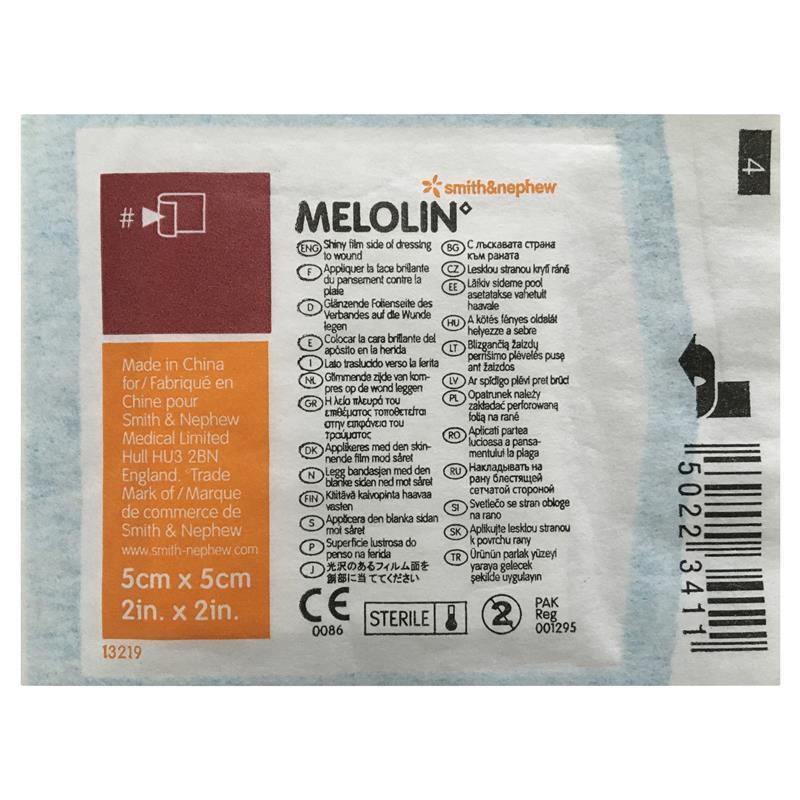 smith&nephew
MELOLIN◊
#
ENG Shiny film side of dressing
to wound
F Appliquer la face brillante
du pansement contre la
plaie
D Glänzende Folienseite des
Verbandes auf die Wunde
legen
E Colocar la cara brillante del
apósito en la herida
I Lato traslucido verso la ferita
NL Glimmende zijde van kom-
pres op de wond leggen
GR Η λεία πλευρά του
επιθέματος τοποθετείται
στην επιφάνεια του
τραύματος
DK Appliceres med den skin-
nende film mod såret
N Legg bandasjen med den
blanke siden ned mot såret
FIN Kiiltävä kalvopinta haavaa
vasten
S Applicera den blanka sidan
mot såret
P Superfície lustrosa do
penso na ferida
J 光沢のあるフィルム面を
創部に当ててください
BG С лъскавата страна
към раната
CZ Lesklou stranou krytí ráně
EE Läikiv sideme pool
asetatakse vahetult
haavale
HU A kötés fényes oldalát
helyezze a sebre
LT Blizgančią žaizdų
perrišimo plėvelės pusę
ant žaizdos
LV Ar spīdīgo plēvi pret brūci
PL Opatrunek należy
zakładać perforowaną
folią na ranę
RO Aplicati partea
lucioasa a pansa-
mentului la plaga
RU Накладывать на
рану блестящей
сетчатой стороной
SI Svetlečo se stran obloge
na rano
SK Aplikujte lesklou stranou
k povrchu rany
TR Ürünün parlak yüzeyi
yaraya gelecek
şekilde uygulayın
Made in China
for/Fabriqué en
Chine pour
Smith & Nephew
Medical Limited
Hull HU3 2BN
England. ◊Trade
Mark of/Marque
de commerce de
Smith & Nephew
www.smith-nephew.com
5cm x 5cm
2in. x 2in.
13219
CE
0086
STERILE
2
PAK
Reg
001295
4
5022 3411